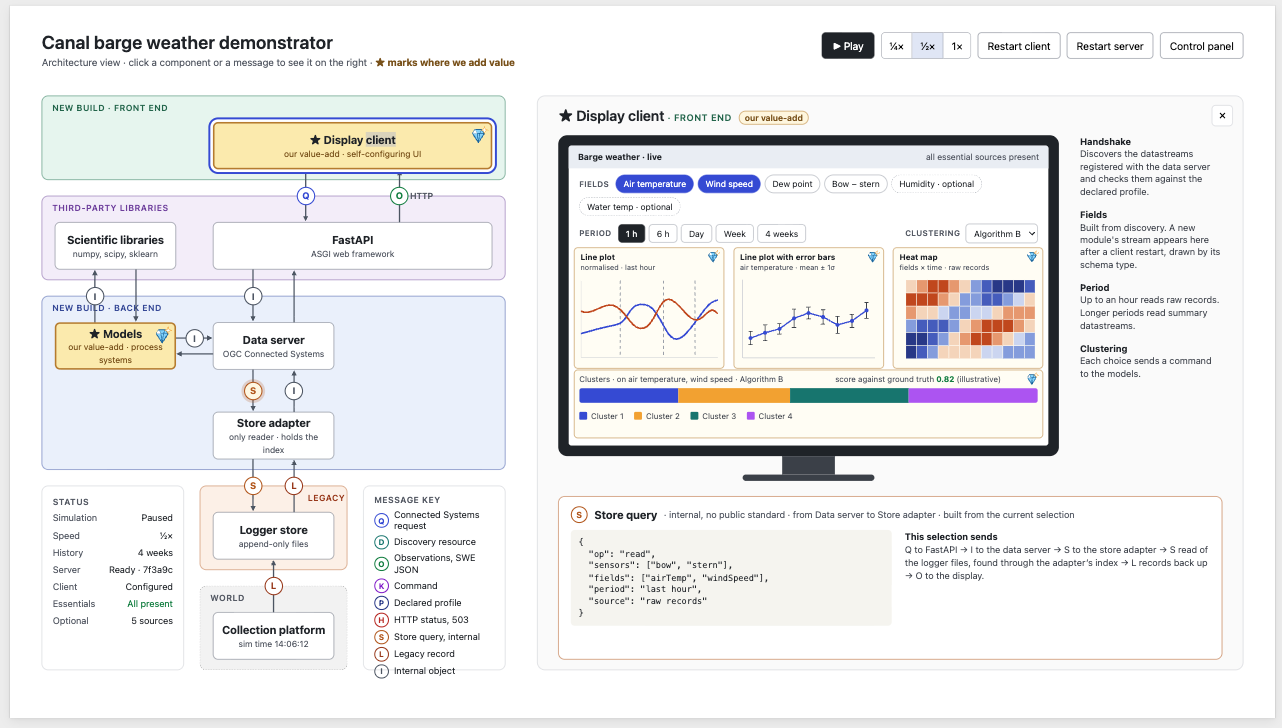 Canal barge weather demonstrator
Architecture view · click a component or a message to see it on the right · ★ marks where we add value
▶ Play
¼×
½×
1×
Restart client
Restart server
Control panel
NEW BUILD · FRONT END
★ Display client
our value-add · self-configuring UI
Q
O
HTTP
THIRD-PARTY LIBRARIES
Scientific libraries
numpy, scipy, sklearn
FastAPI
ASGI web framework
I
I
NEW BUILD · BACK END
★ Models
our value-add · process
systems
I
Data server
OGC Connected Systems
S
I
Store adapter
only reader · holds the
index
S
L
STATUS
Simulation Paused
Speed ½×
History 4 weeks
Server Ready · 7f3a9c
Client Configured
Essentials All present
Optional 5 sources
LEGACY
Logger store
append-only files
L
WORLD
Collection platform
sim time 14:06:12
MESSAGE KEY
Q Connected Systems
request
D Discovery resource
O Observations, SWE
JSON
K Command
P Declared profile
H HTTP status, 503
S Store query, internal
L Legacy record
I Internal object
★ Display client · FRONT END our value-add
×
Barge weather · live all essential sources present
FIELDS Air temperature Wind speed Dew point Bow − stern Humidity · optional
Water temp · optional
PERIOD 1 h 6 h Day Week 4 weeks CLUSTERING Algorithm B
Line plot
normalised · last hour
Line plot with error bars
air temperature · mean ± 1σ
Heat map
fields × time · raw records
Clusters · on air temperature, wind speed · Algorithm B score against ground truth 0.82 (illustrative)
Cluster 1 Cluster 2 Cluster 3 Cluster 4
Handshake
Discovers the datastreams
registered with the data server
and checks them against the
declared profile.
Fields
Built from discovery. A new
module's stream appears here
after a client restart, drawn by its
schema type.
Period
Up to an hour reads raw records.
Longer periods read summary
datastreams.
Clustering
Each choice sends a command
to the models.
S Store query · internal, no public standard · from Data server to Store adapter · built from the current selection
{
"op": "read",
"sensors": ["bow", "stern"],
"fields": ["airTemp", "windSpeed"],
"period": "last hour",
"source": "raw records"
}
This selection sends
Q to FastAPI → I to the data server → S to the store adapter → S read of
the logger files, found through the adapter's index → L records back up
→ O to the display.